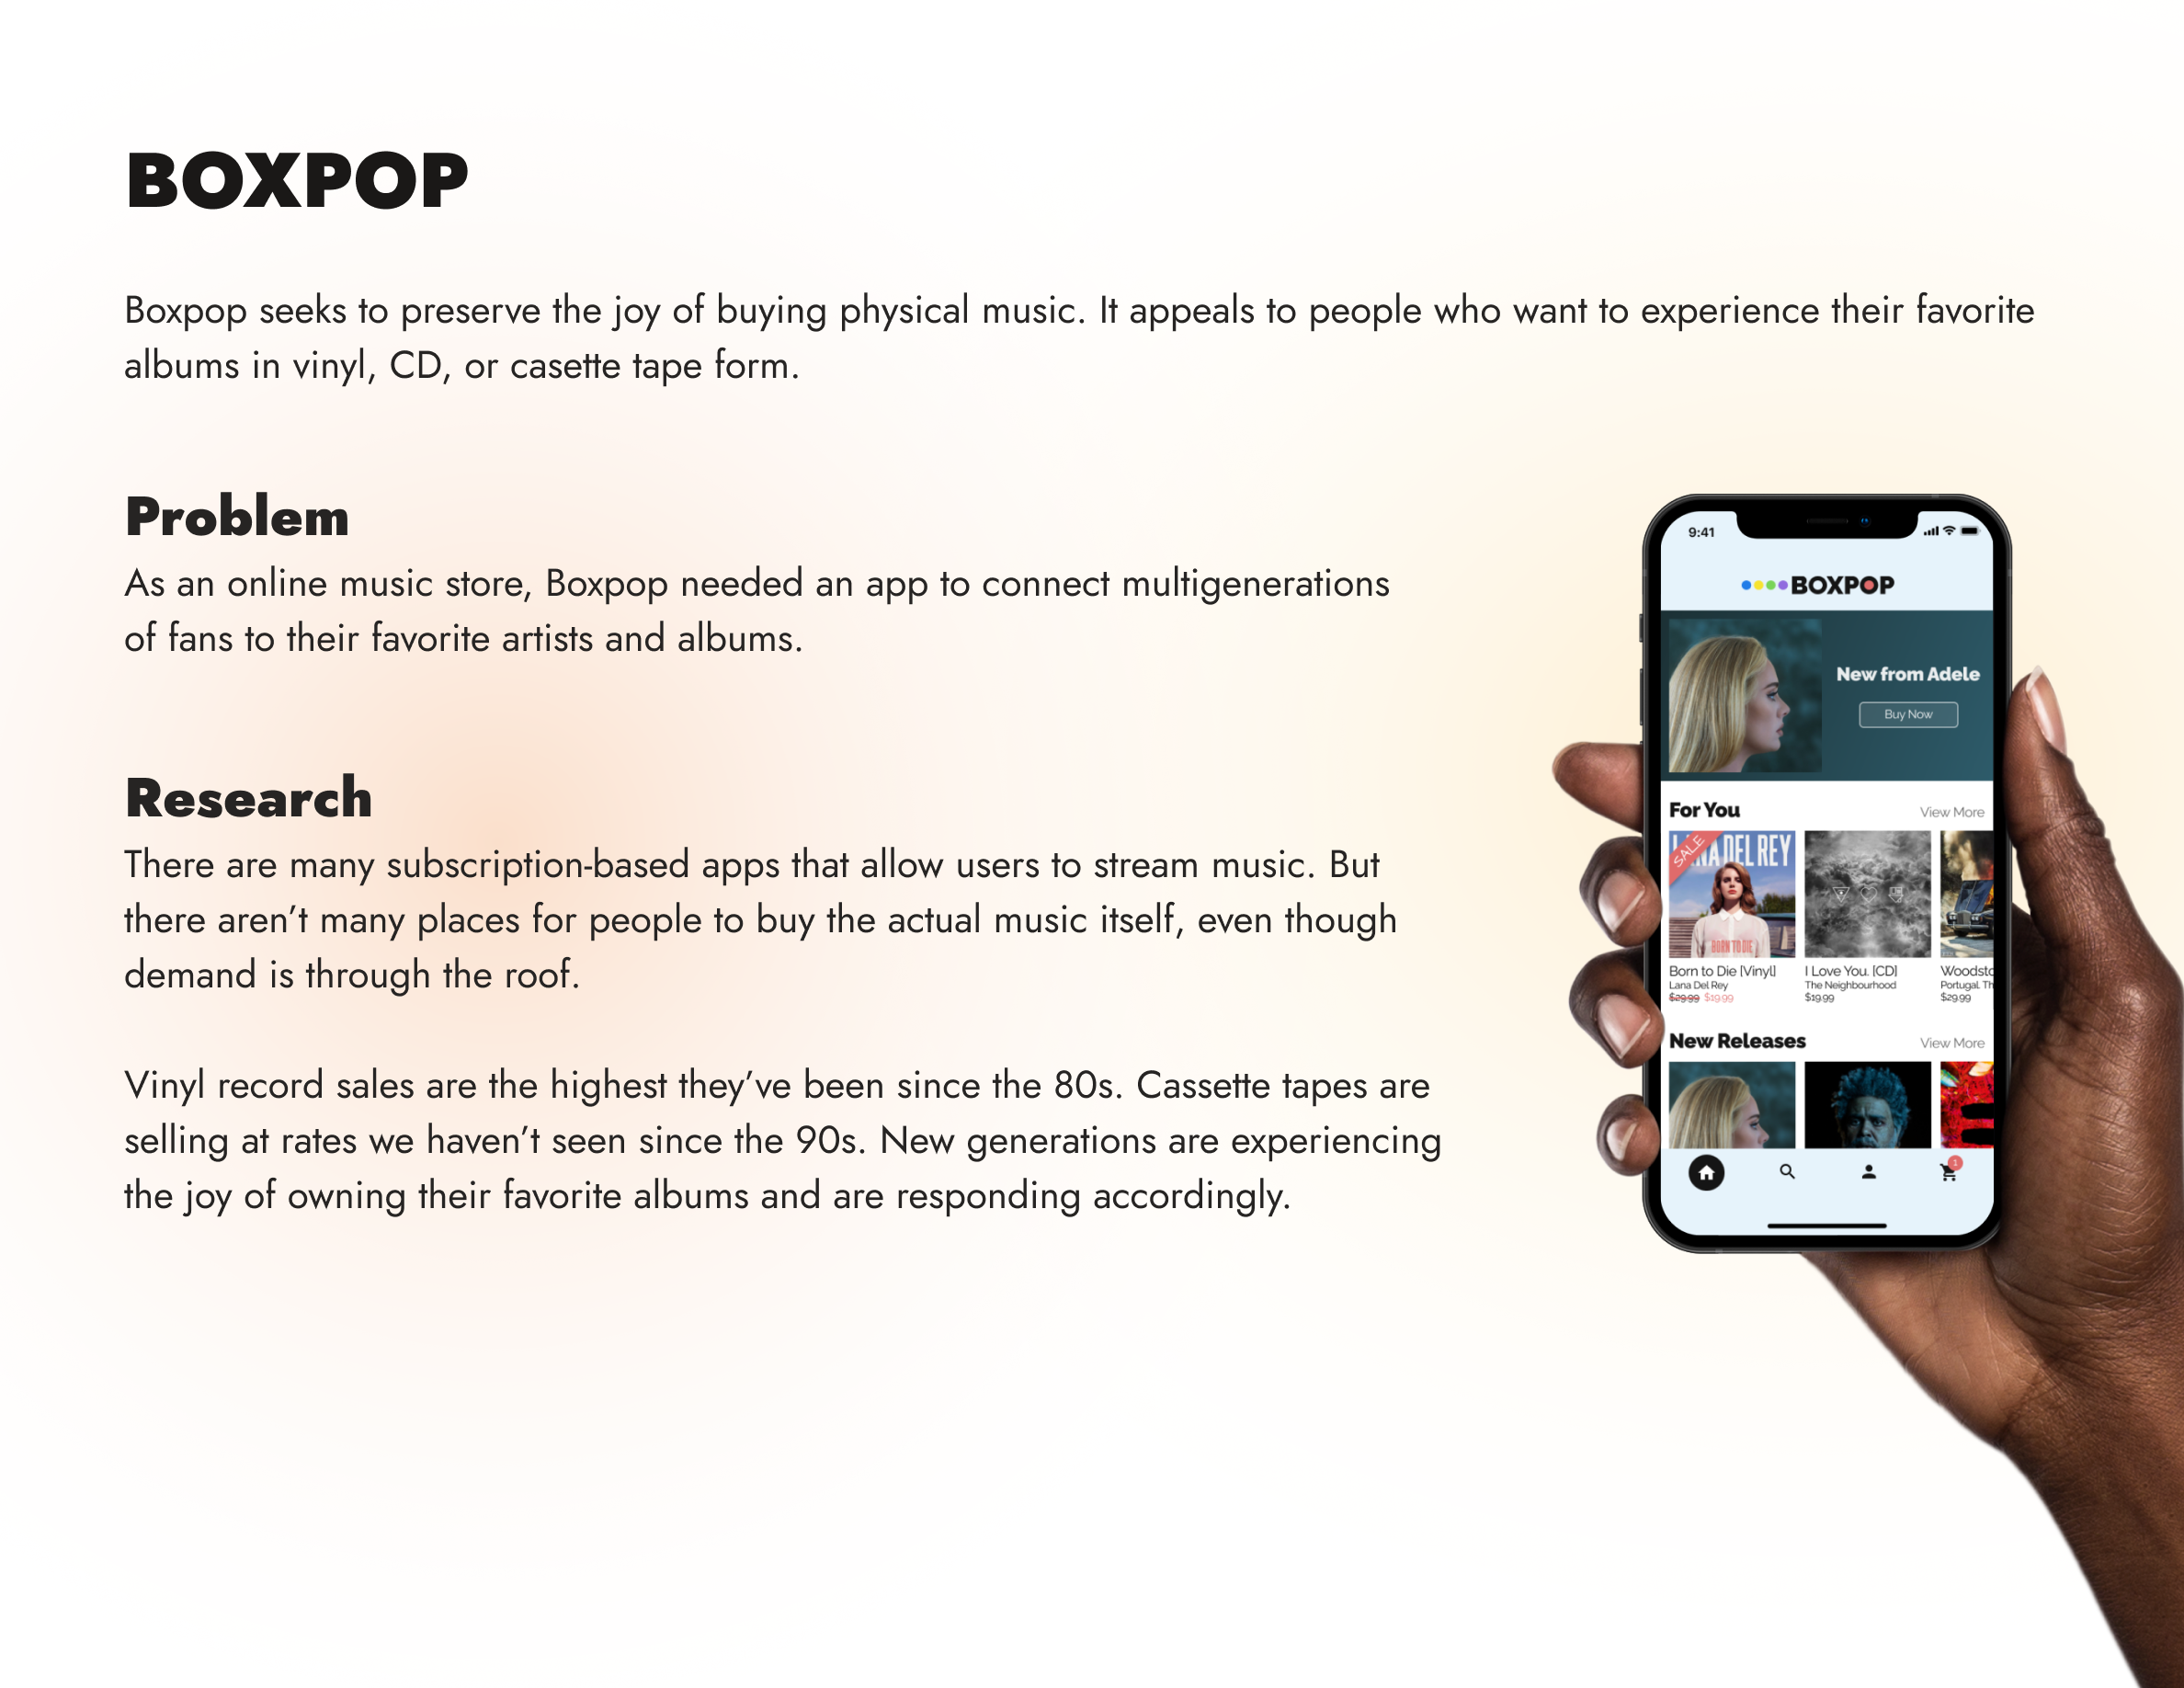 BOXPOP
Boxpop seeks to preserve the joy of buying physical music. It appeals to people who want to experience their favorite
albums in vinyl, CD, or casette tape form.
Problem
As an online music store, Boxpop needed an app to connect multigenerations
of fans to their favorite artists and albums.
Research
There are many subscription-based apps that allow users to stream music. But
there aren’t many places for people to buy the actual music itself, even though
demand is through the roof.
Vinyl record sales are the highest they’ve been since the 80s. Cassette tapes are
selling at rates we haven’t seen since the 90s. New generations are experiencing
the joy of owning their favorite albums and are responding accordingly.
9:41
BOXPOP
New from Adele
Buy Now
For You View More
SALE
LANA DEL REY
BORN TO DIE
Born to Die [Vinyl] I Love You. [CD] Woodsto
Lana Del Rey The Neighbourhood Portugal. Th
$29.99 $19.99 $19.99 $29.99
New Releases View More
1